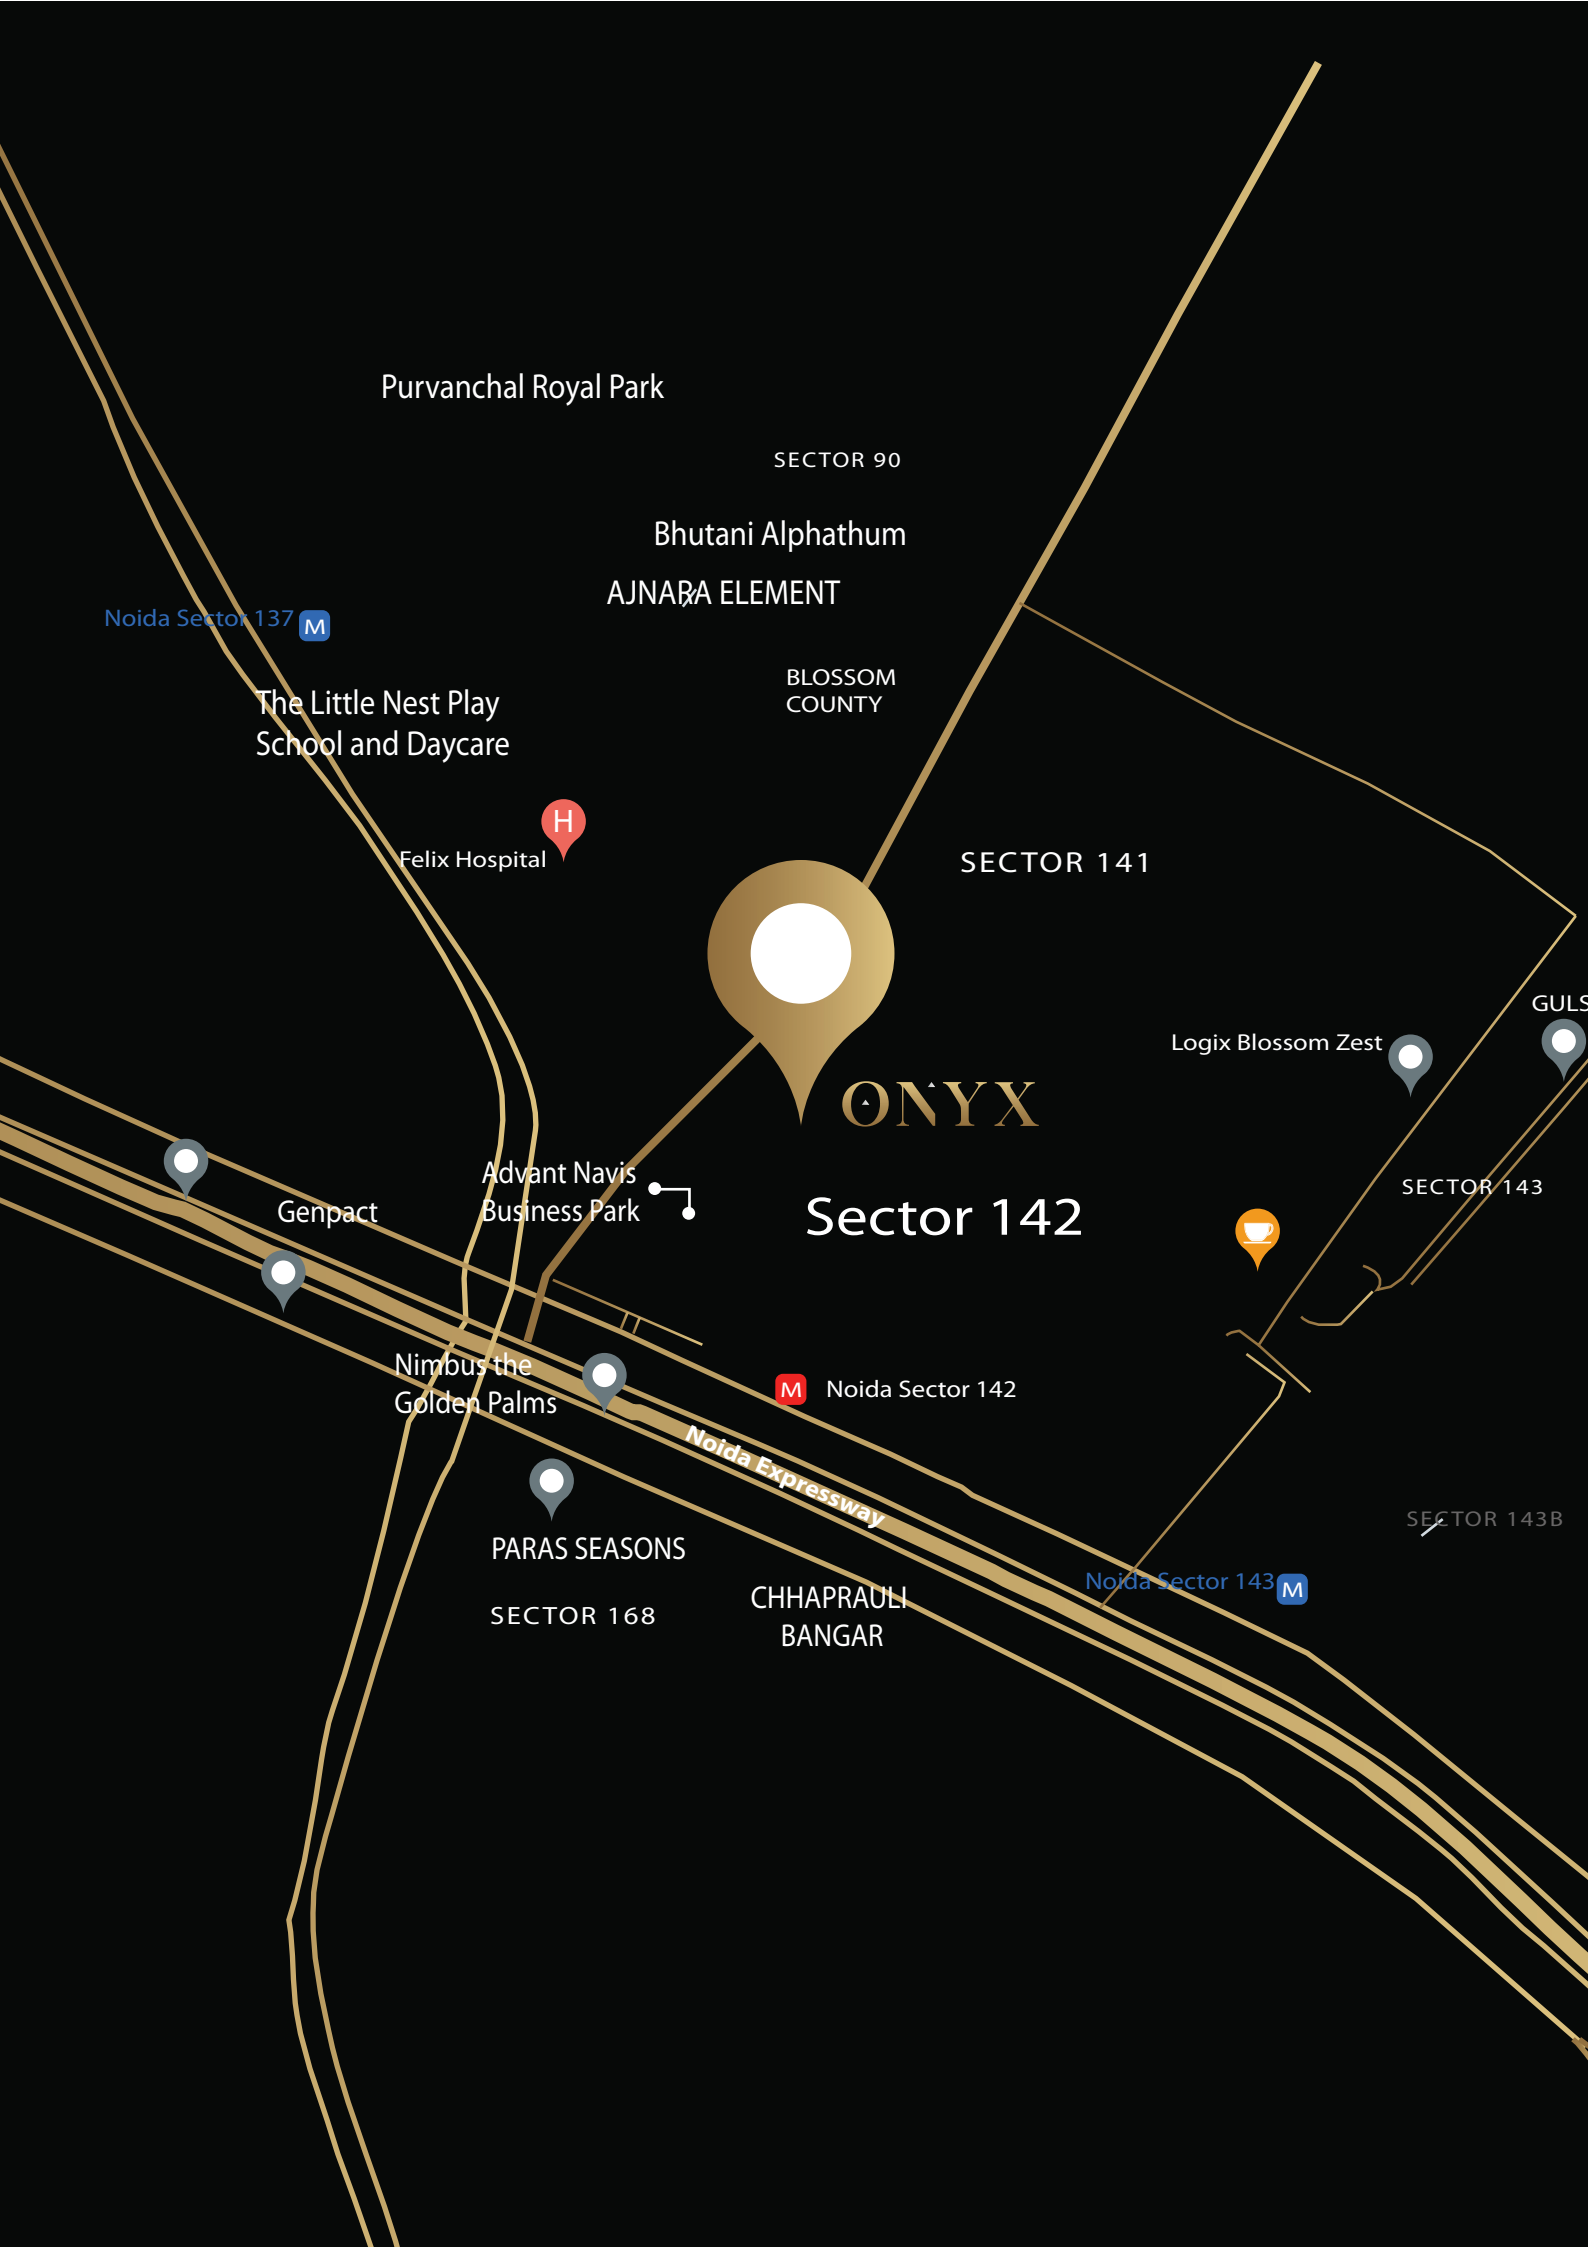 Purvanchal Royal Park
SECTOR 90
Bhutani Alphathum
AJNARA ELEMENT
Noida Sector 137
M
BLOSSOM
COUNTY
The Little Nest Play
School and Daycare
H
Felix Hospital
SECTOR 141
GULS
Logix Blossom Zest
ONYX
Advant Navis
Business Park
SECTOR 143
Genpact
Sector 142
Nimbus the
Golden Palms
M
Noida Sector 142
Noida Expressway
SECTOR 143B
PARAS SEASONS
Noida Sector 143
M
CHHAPRAULI
BANGAR
SECTOR 168